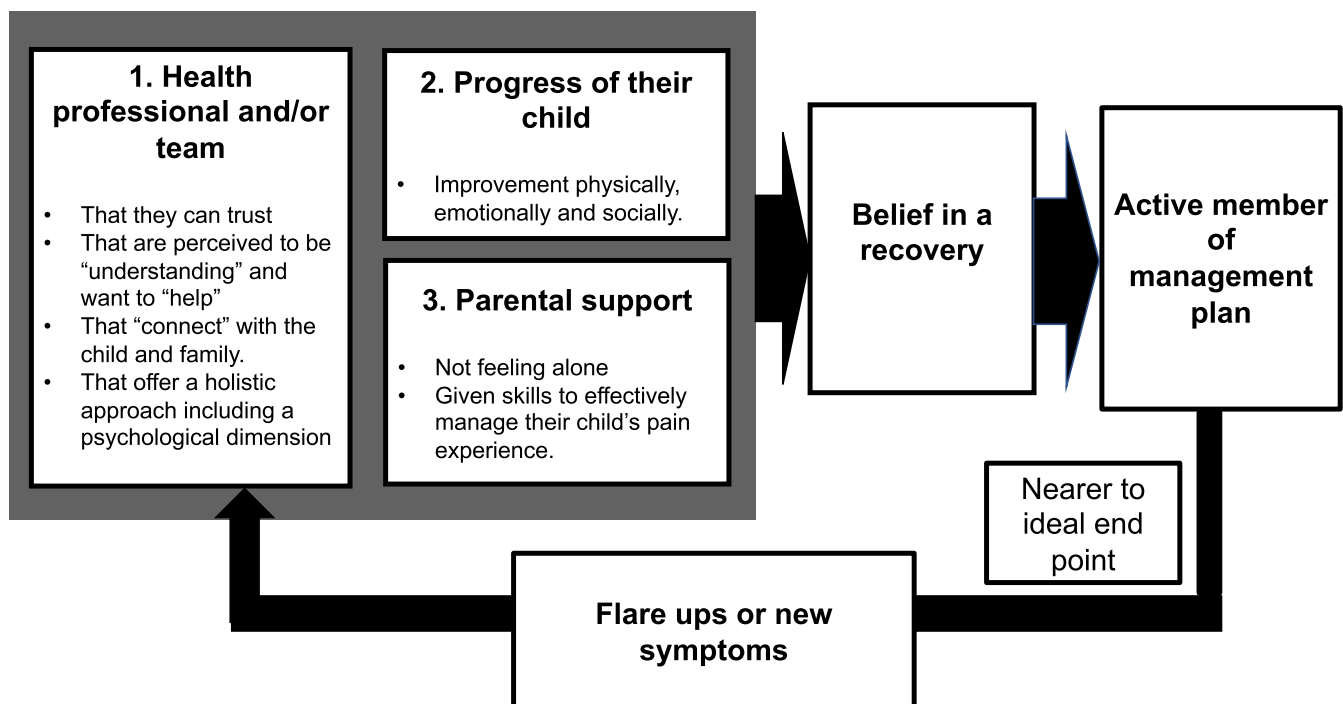 1. Health
professional and/or
team
• That they can trust
• That are perceived to be
“understanding” and
want to “help”
• That “connect” with the
child and family.
• That offer a holistic
approach including a
psychological dimension
2. Progress of their
child
• Improvement physically,
emotionally and socially.
3. Parental support
• Not feeling alone
• Given skills to effectively
manage their child’s pain
experience.
Belief in a
recovery
Active member
of
management
plan
Nearer to
ideal end
point
Flare ups or new
symptoms